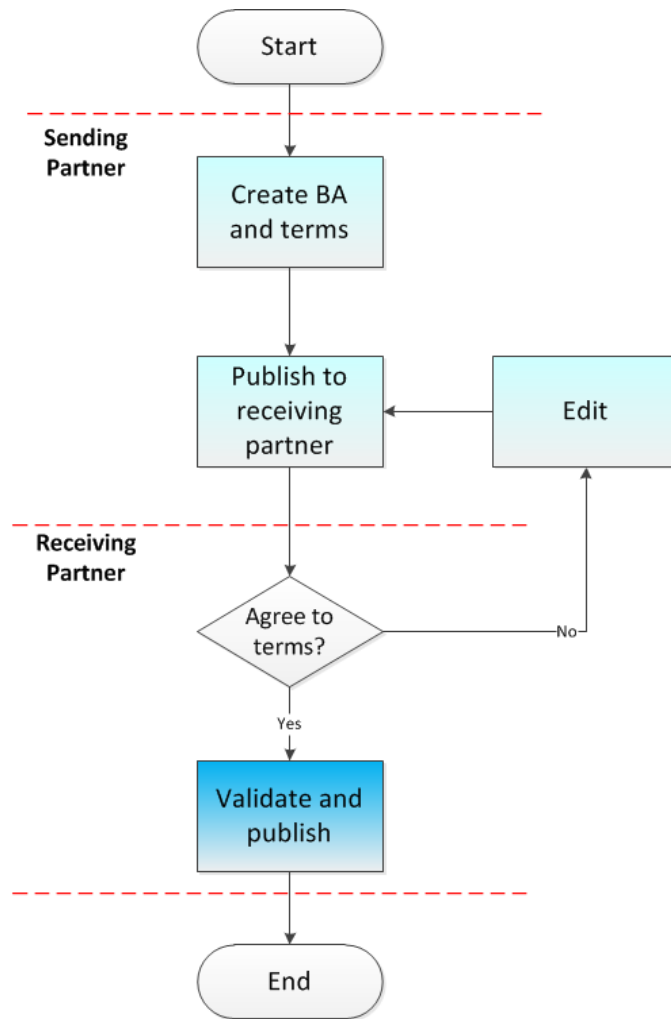 Start
Sending
Partner
Create BA
and terms
Publish to
receiving
partner
Edit
Receiving
Partner
Agree to
terms?
No
Yes
Validate and
publish
End